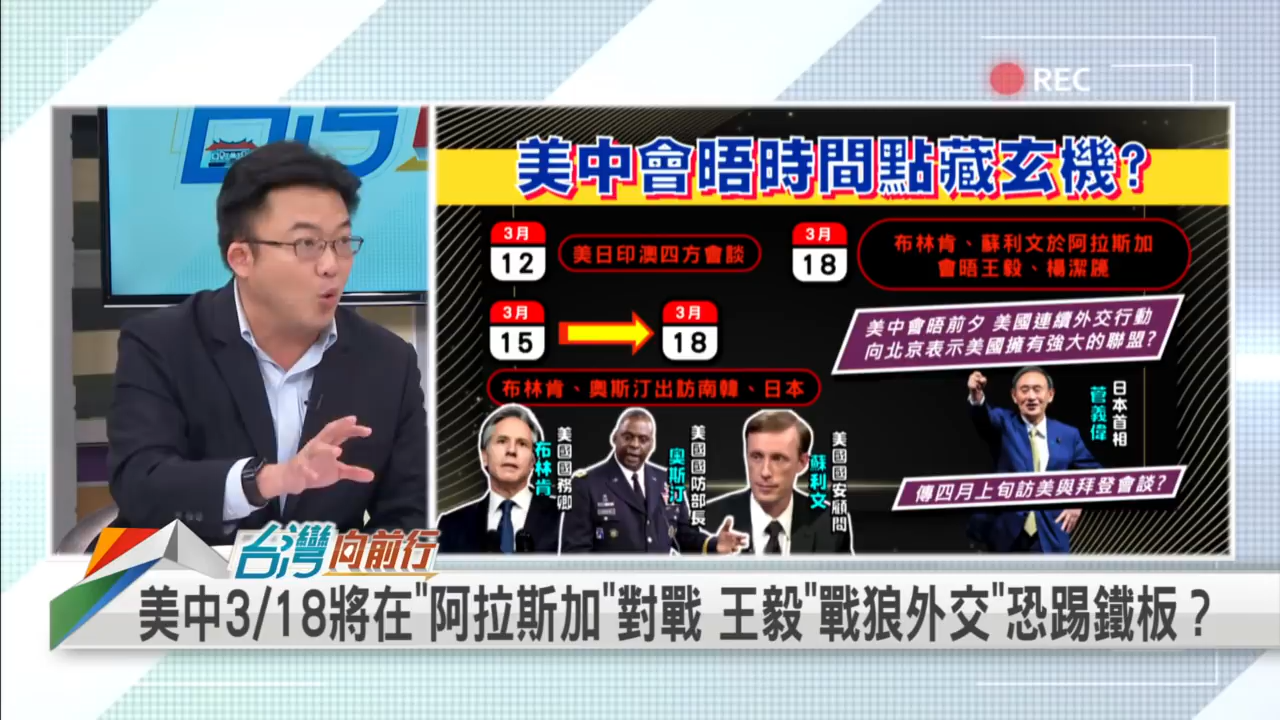 REC
台灣
美中會晤時間點藏玄機?
3月
12
美日印澳四方會談
3月
18
布林肯、蘇利文於阿拉斯加
會晤王毅、楊潔篪
3月
15
3月
18
布林肯、奧斯汀出訪南韓、日本
美中會晤前夕 美國連續外交行動
向北京表示美國擁有強大的聯盟?
美國國務卿
布林肯
美國國防部長
奧斯汀
美國國安顧問
蘇利文
日本首相
菅義偉
傳四月上旬訪美與拜登會談?
台灣向前行
美中3/18將在"阿拉斯加"對戰 王毅"戰狼外交"恐踢鐵板?